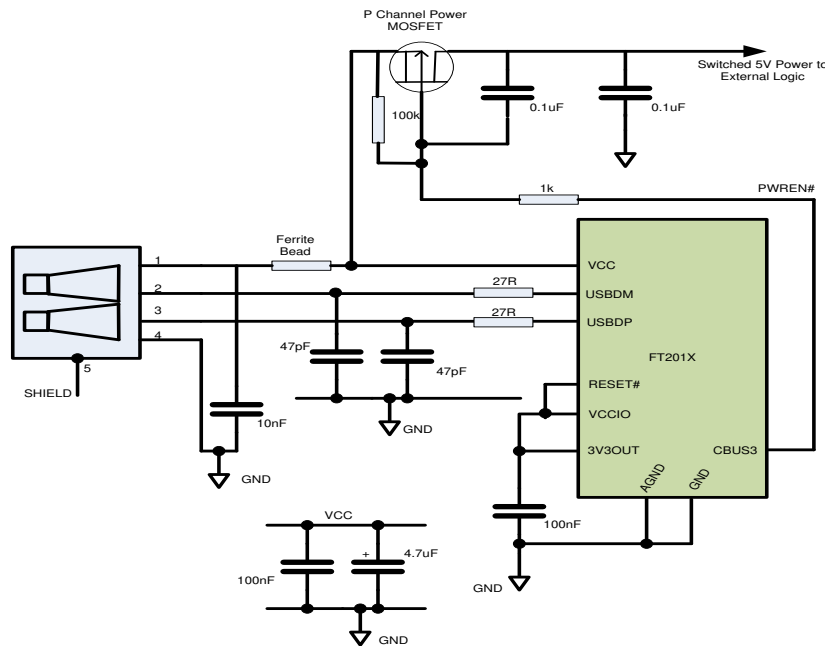 P Channel Power
MOSFET
Switched 5V Power to
External Logic
100k
0.1uF
0.1uF
1k
PWREN#
Ferrite
Bead
1
2
3
4
5
SHIELD
27R
27R
VCC
USBDM
USBDP
FT201X
47pF
47pF
RESET#
VCCIO
3V3OUT
CBUS3
AGND
GND
10nF
GND
GND
100nF
GND
VCC
100nF
+
4.7uF
GND